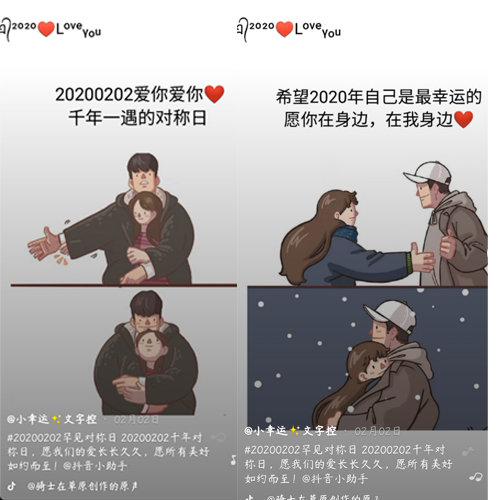 2020❤️Love
You
20200202爱你爱你❤️
千年一遇的对称日
@小幸运✨文字控 · 02月02日
#20200202罕见对称日 20200202千年对
称日，愿我们的爱长长久久，愿所有美好
如约而至！@抖音小助手
@骑士在草原创作的原声
2020❤️Love
You
希望2020年自己是最幸运的
愿你在身边，在我身边❤️
@小幸运✨文字控 · 02月02日
#20200202罕见对称日 20200202千年对
称日，愿我们的爱长长久久，愿所有美好
如约而至！@抖音小助手
@骑士在草原创作的原